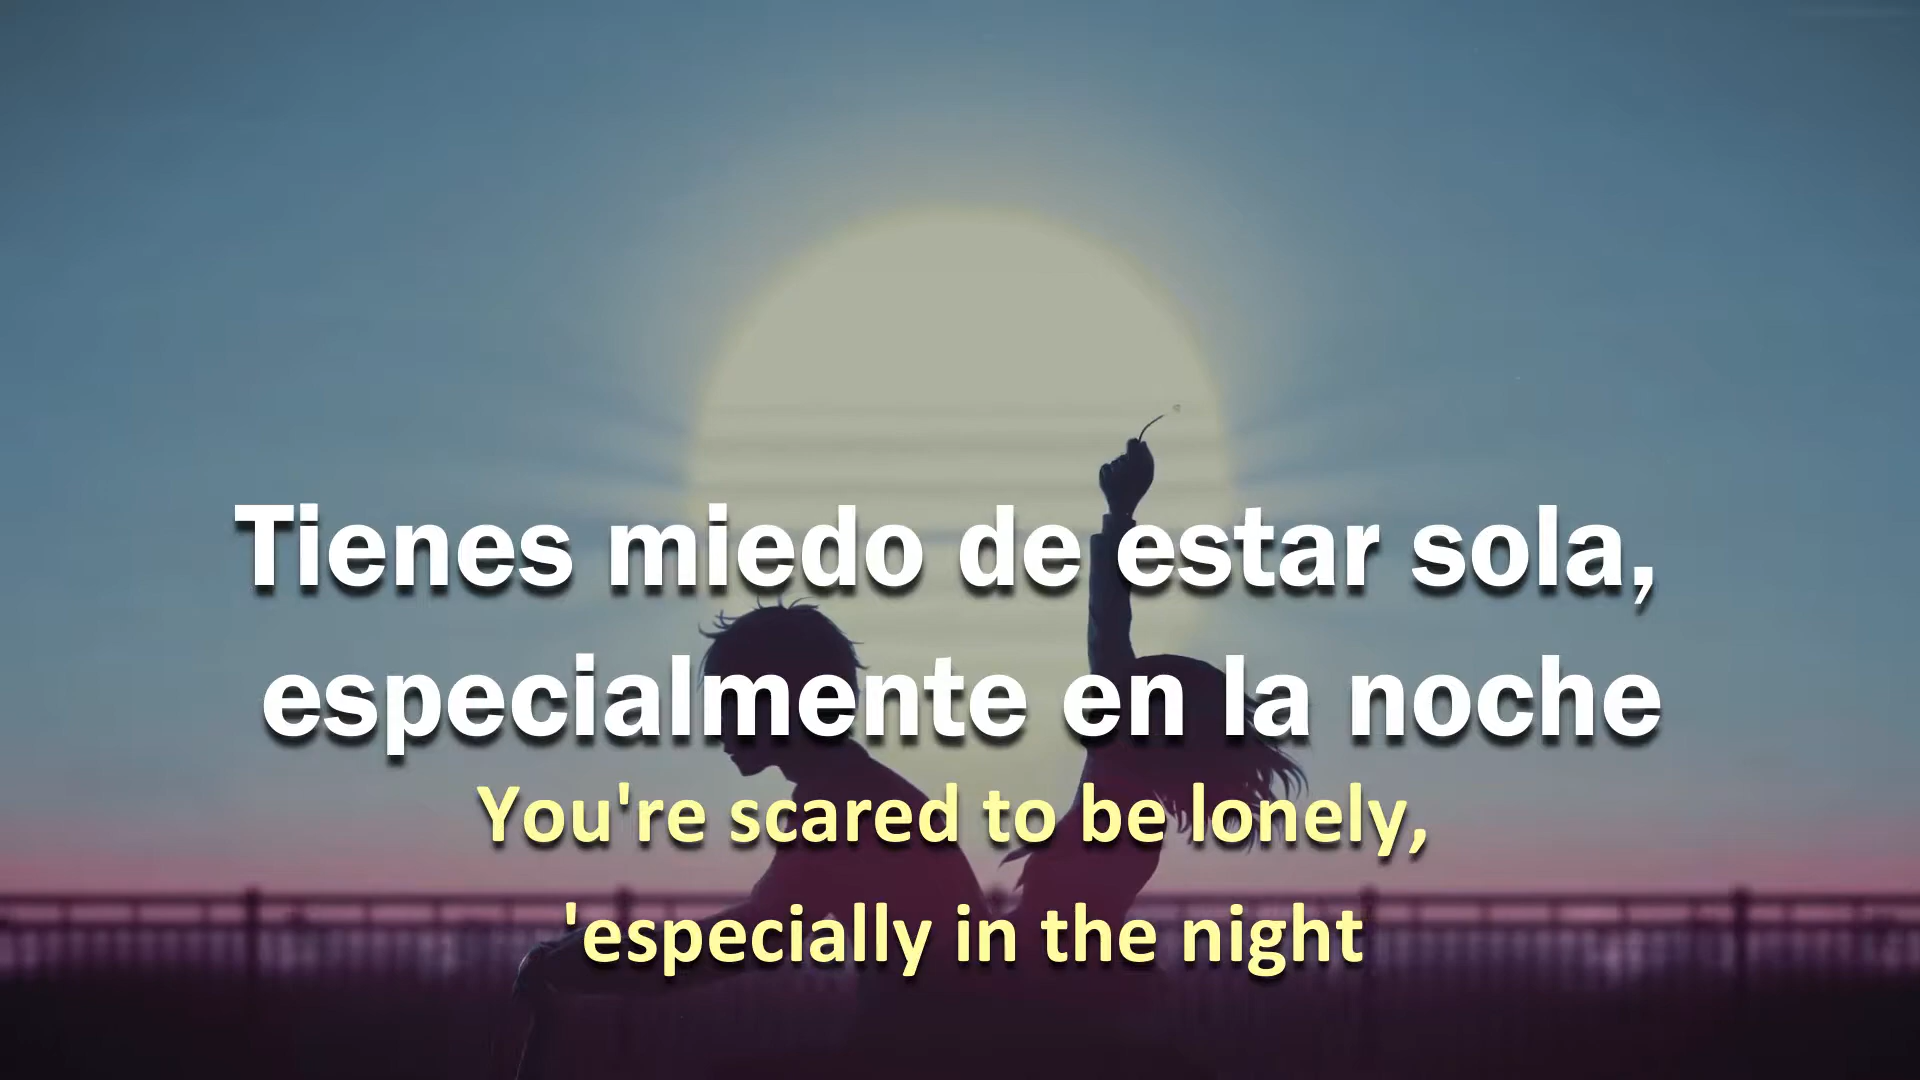 Tienes miedo de estar sola,
especialmente en la noche
You're scared to be lonely,
'especially in the night